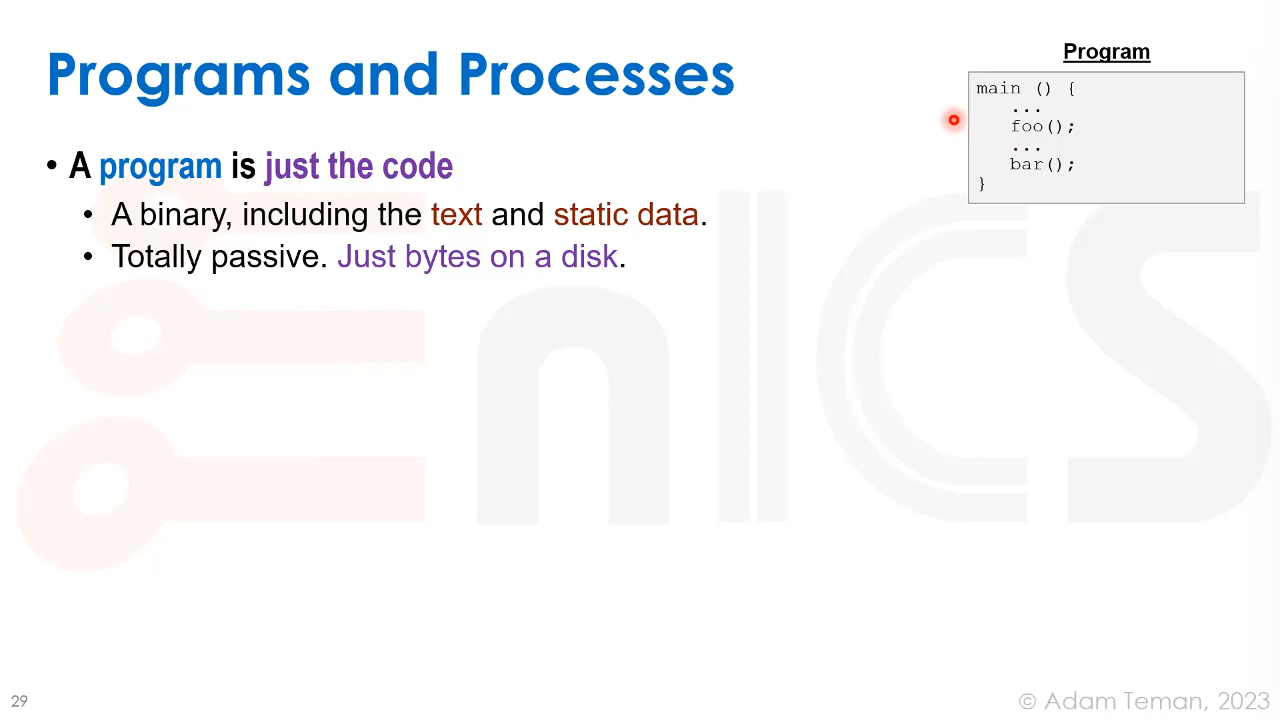 Programs and Processes
• A program is just the code
• A binary, including the text and static data.
• Totally passive. Just bytes on a disk.
Program
main () {
...
foo();
...
bar();
}
enICS
29
© Adam Teman, 2023